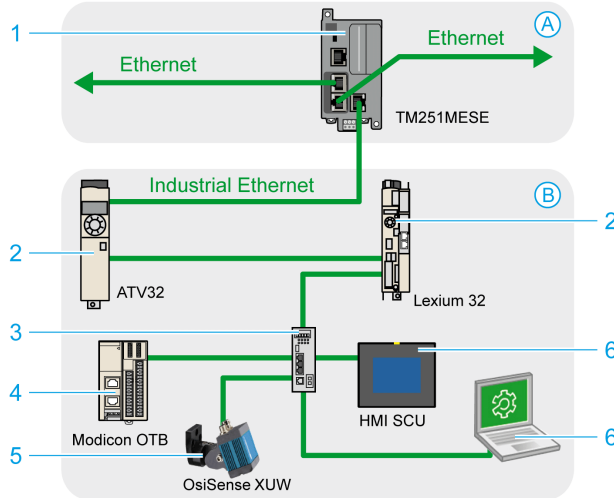 1
A
Ethernet
Ethernet
TM251MESE
Industrial Ethernet
B
2
2
ATV32
Lexium 32
3
6
4
HMI SCU
6
Modicon OTB
5
OsiSense XUW